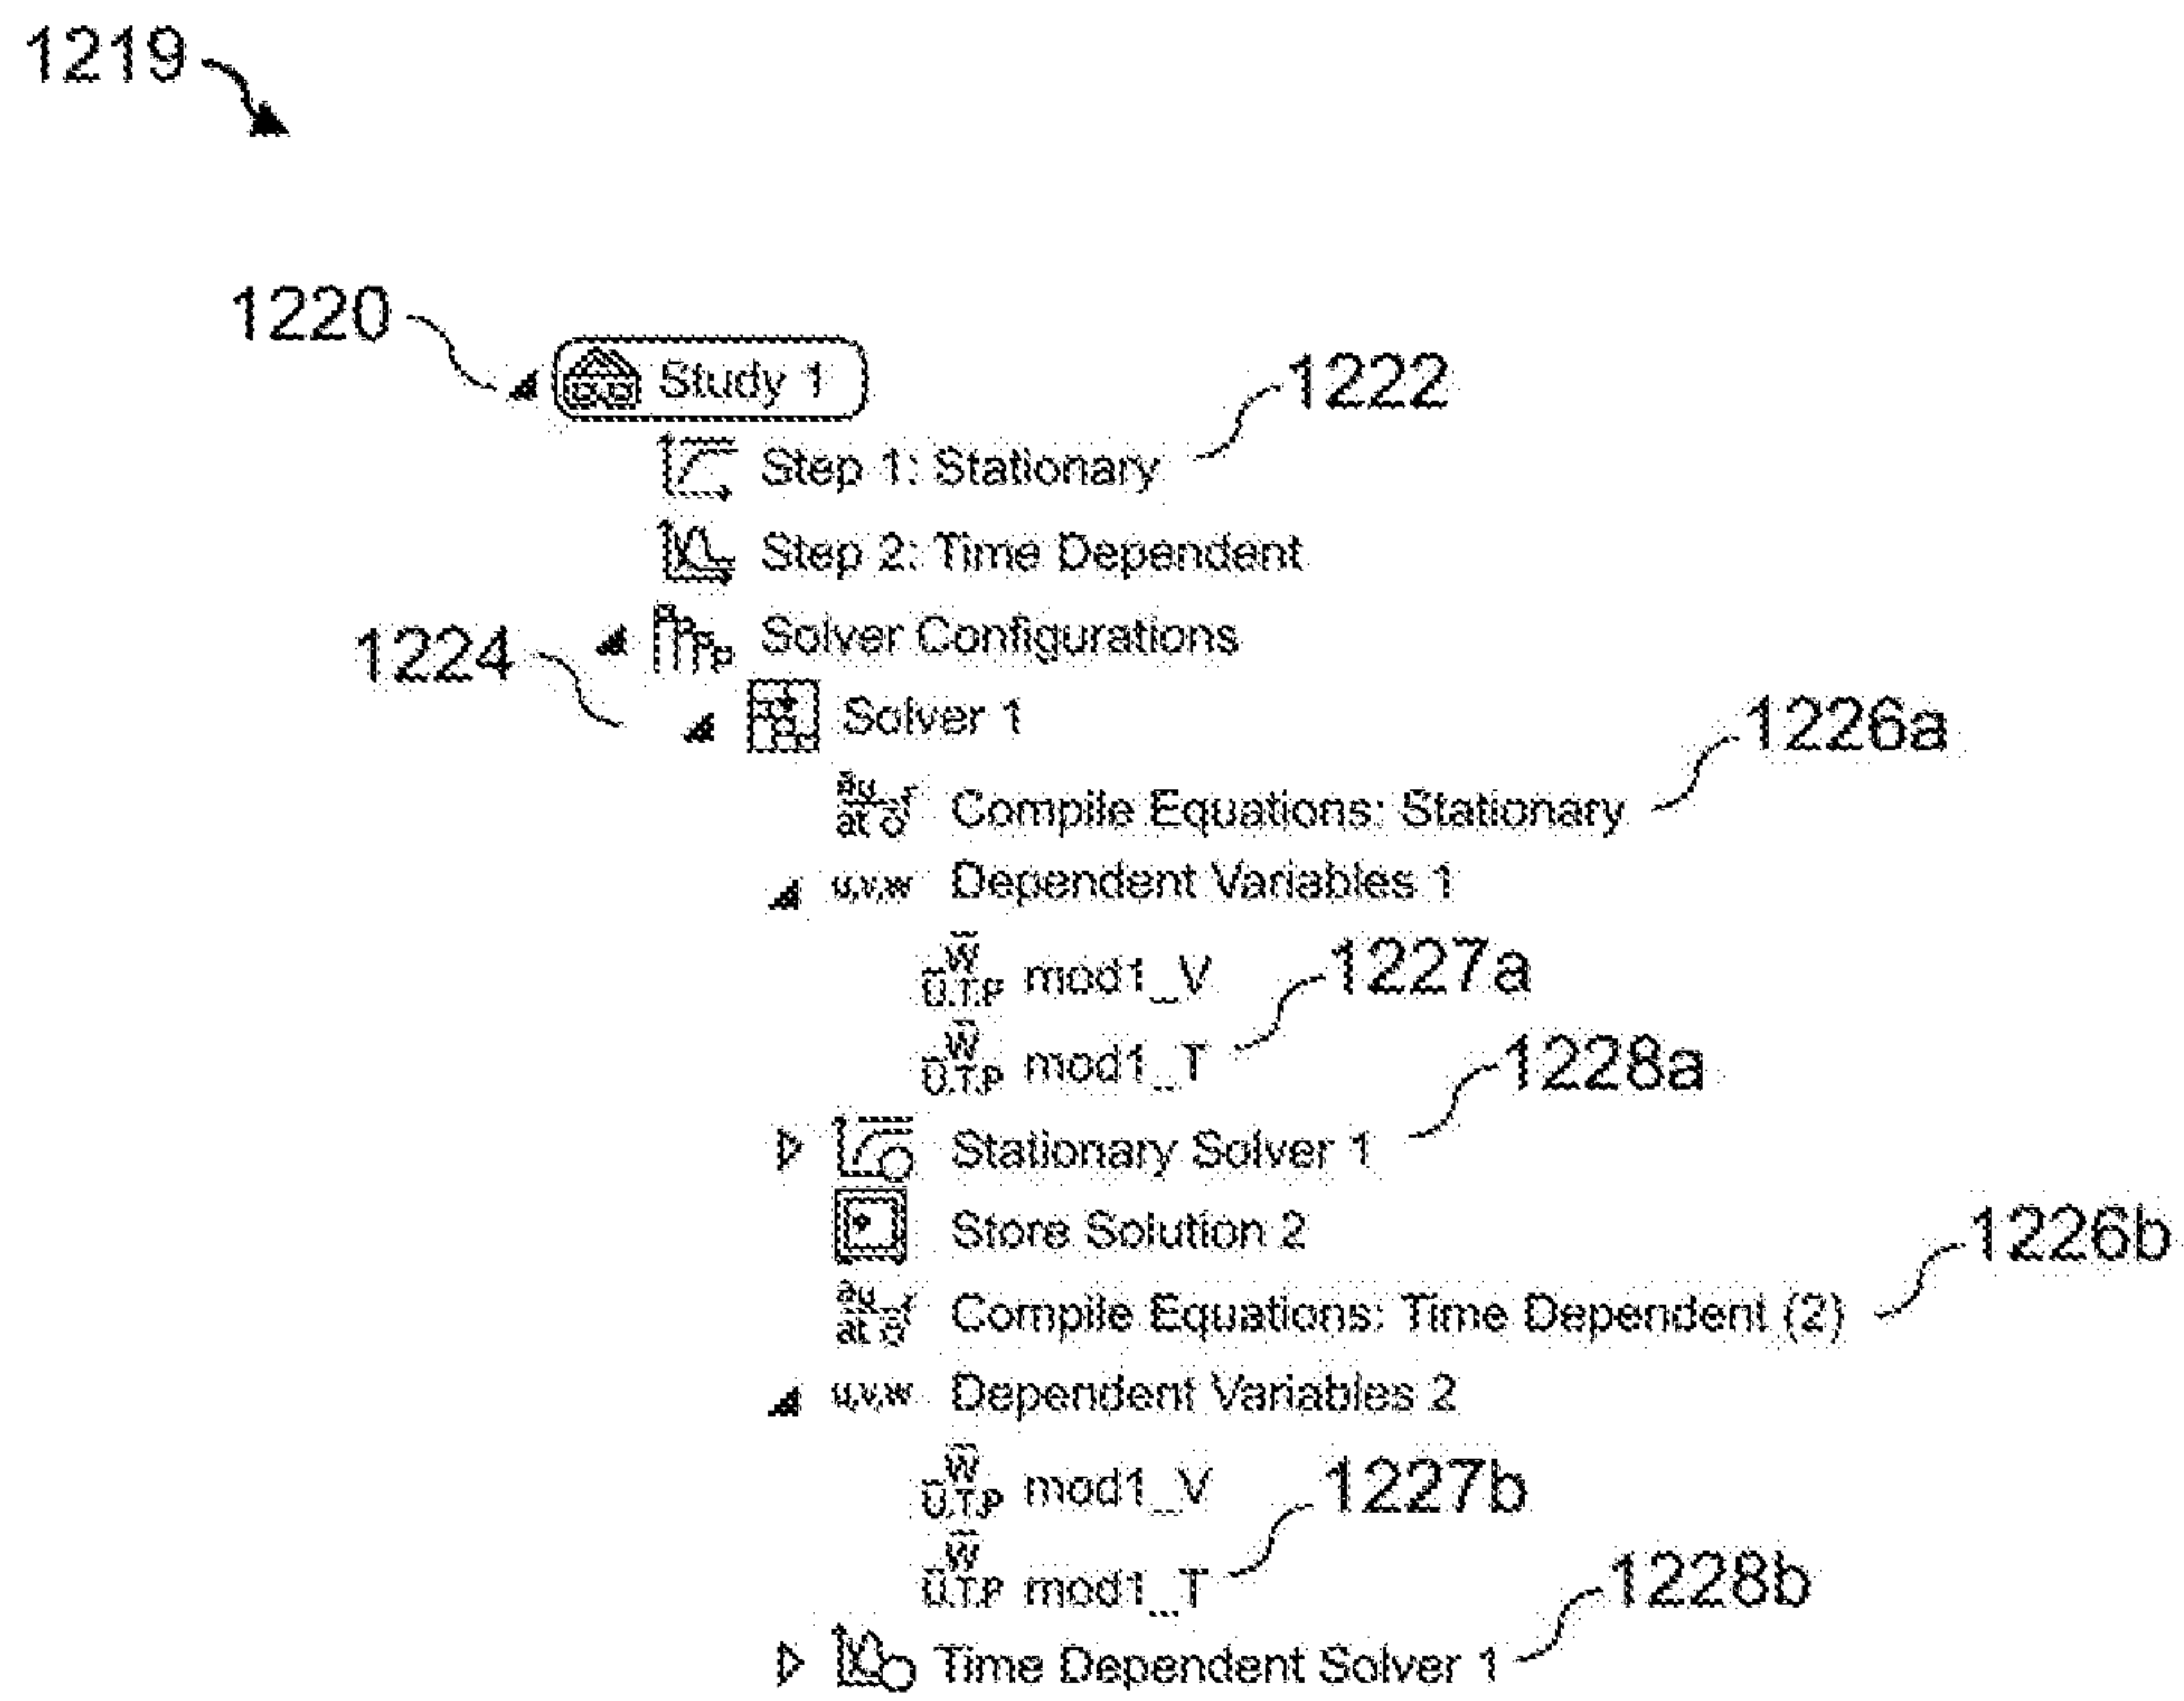 1219
1220
Study 1
1222
Step 1: Stationary
Step 2: Time Dependent
1224
Solver Configurations
Solver 1
1226a
Compile Equations: Stationary
u,v,w Dependent Variables 1
mod1_V
1227a
mod1_T
1228a
Stationary Solver 1
Store Solution 2
1226b
Compile Equations: Time Dependent (2)
u,v,w Dependent Variables 2
mod1_V
1227b
mod1_T
1228b
Time Dependent Solver 1